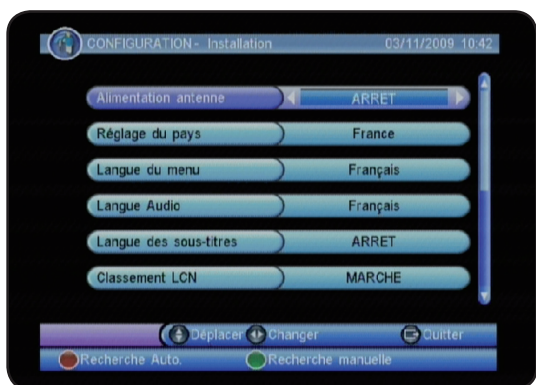 CONFIGURATION- Installation 03/11/2009 10:42
Alimentation antenne ARRET
Réglage du pays France
Langue du menu Français
Langue Audio Français
Langue des sous-titres ARRET
Classement LCN MARCHE
Déplacer Changer Quitter
Recherche Auto. Recherche manuelle